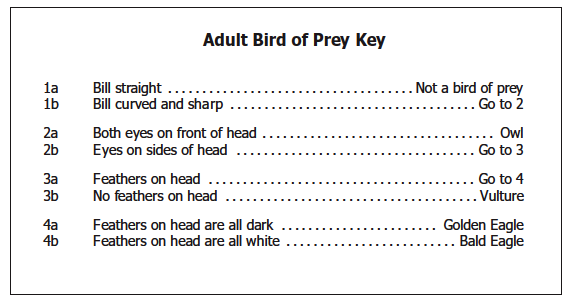 Adult Bird of Prey Key
1a Bill straight .................................... Not a bird of prey
1b Bill curved and sharp .................................... Go to 2
2a Both eyes on front of head .................................. Owl
2b Eyes on sides of head ................................... Go to 3
3a Feathers on head ....................................... Go to 4
3b No feathers on head ..................................... Vulture
4a Feathers on head are all dark ....................... Golden Eagle
4b Feathers on head are all white ......................... Bald Eagle